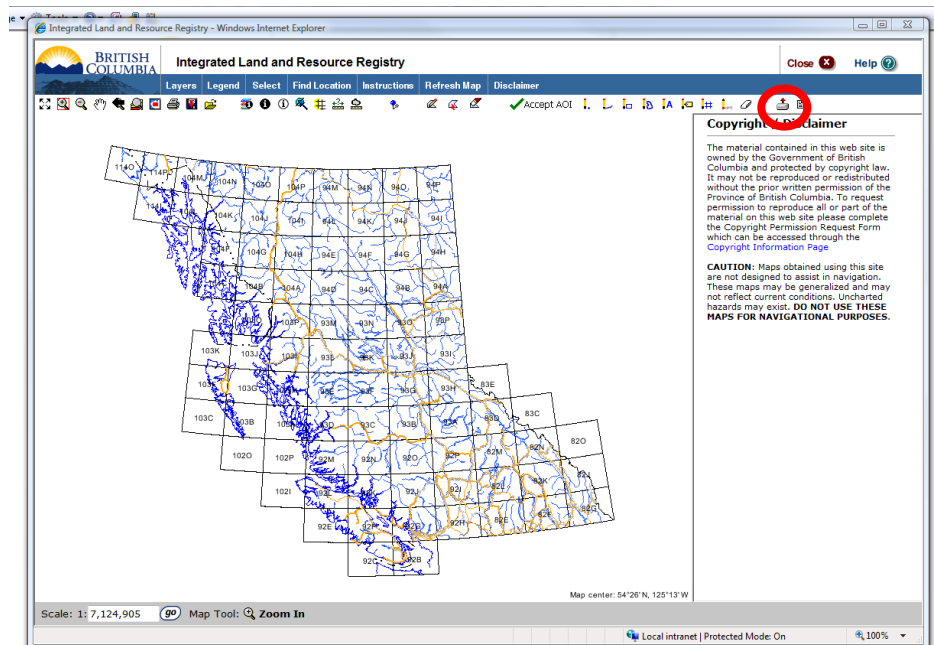 Tools
Integrated Land and Resource Registry - Windows Internet Explorer
BRITISH
COLUMBIA
Integrated Land and Resource Registry
Close
Help
Layers Legend Select Find Location Instructions Refresh Map Disclaimer
Accept AOI
Copyright / Disclaimer
The material contained in this web site is
owned by the Government of British
Columbia and protected by copyright law.
It may not be reproduced or redistributed
without the prior written permission of the
Province of British Columbia. To request
permission to reproduce all or part of the
material on this web site please complete
the Copyright Permission Request Form
which can be accessed through the
Copyright Information Page
CAUTION: Maps obtained using this site
are not designed to assist in navigation.
These maps may be generalized and may
not reflect current conditions. Uncharted
hazards may exist. DO NOT USE THESE
MAPS FOR NAVIGATIONAL PURPOSES.
114O 114P 104M 104N 104O 104P 94M 94N 94O 94P
104K 104J 104I 94L 94K 94J 94I
104G 104H 94E 94F 94G 94H
104B 104A 94D 94C 94B 94A
103P 93M 93N 93O 93P
103K 103J 103I 93L 93K 93J 93I
103G 93E 93F 93G 93H 83E
103C 103B 93D 93C 93B 93A 83D 83C
102O 102P 92M 92N 92O 92P 82M 82N 82O
102I 92L 92J 92I 82L 82K 82J
92E 92F 92G 92H 82E 82F 82G
92C 92B
Map center: 54°26' N, 125°13' W
Scale: 1: 7,124,905 go Map Tool: Zoom In
Local intranet | Protected Mode: On
100%